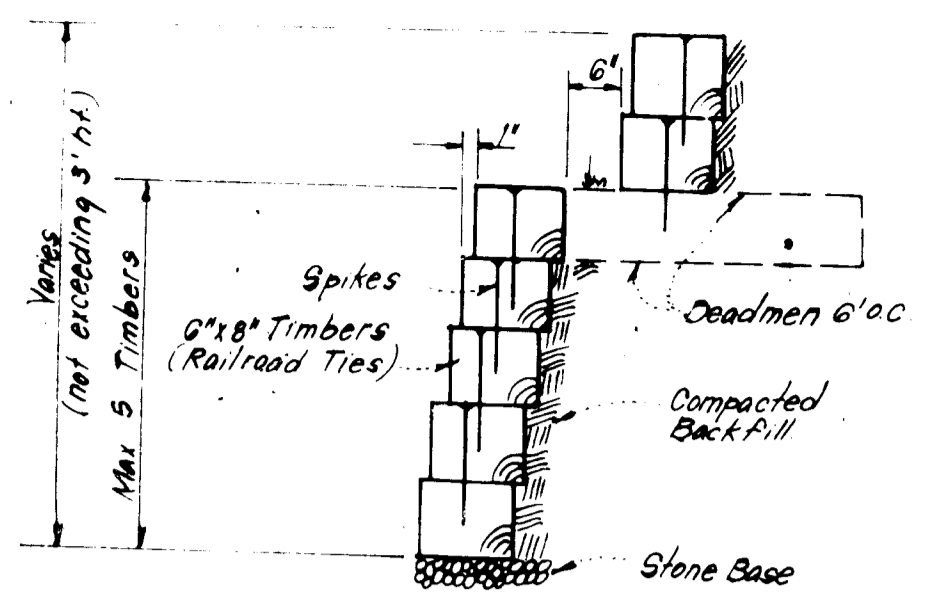 6"
1"
Varies
(not exceeding 3' ht.)
Max 5 Timbers
Spikes
6"x8" Timbers
(Railroad Ties)
Deadmen 6' o.c.
Compacted
Backfill
Stone Base